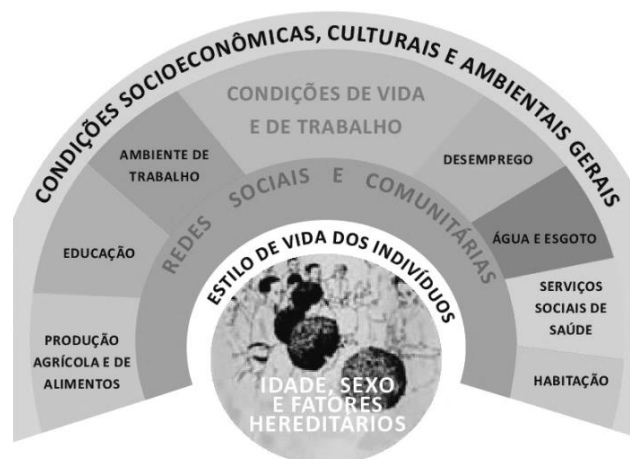 CONDIÇÕES SOCIOECONÔMICAS, CULTURAIS E AMBIENTAIS GERAIS
CONDIÇÕES DE VIDA
E DE TRABALHO
AMBIENTE DE
TRABALHO
DESEMPREGO
REDES SOCIAIS E COMUNITÁRIAS
EDUCAÇÃO
ÁGUA E ESGOTO
ESTILO DE VIDA DOS INDIVÍDUOS
SERVIÇOS
SOCIAIS DE
SAÚDE
PRODUÇÃO
AGRÍCOLA E DE
ALIMENTOS
HABITAÇÃO
IDADE, SEXO
E FATORES
HEREDITÁRIOS